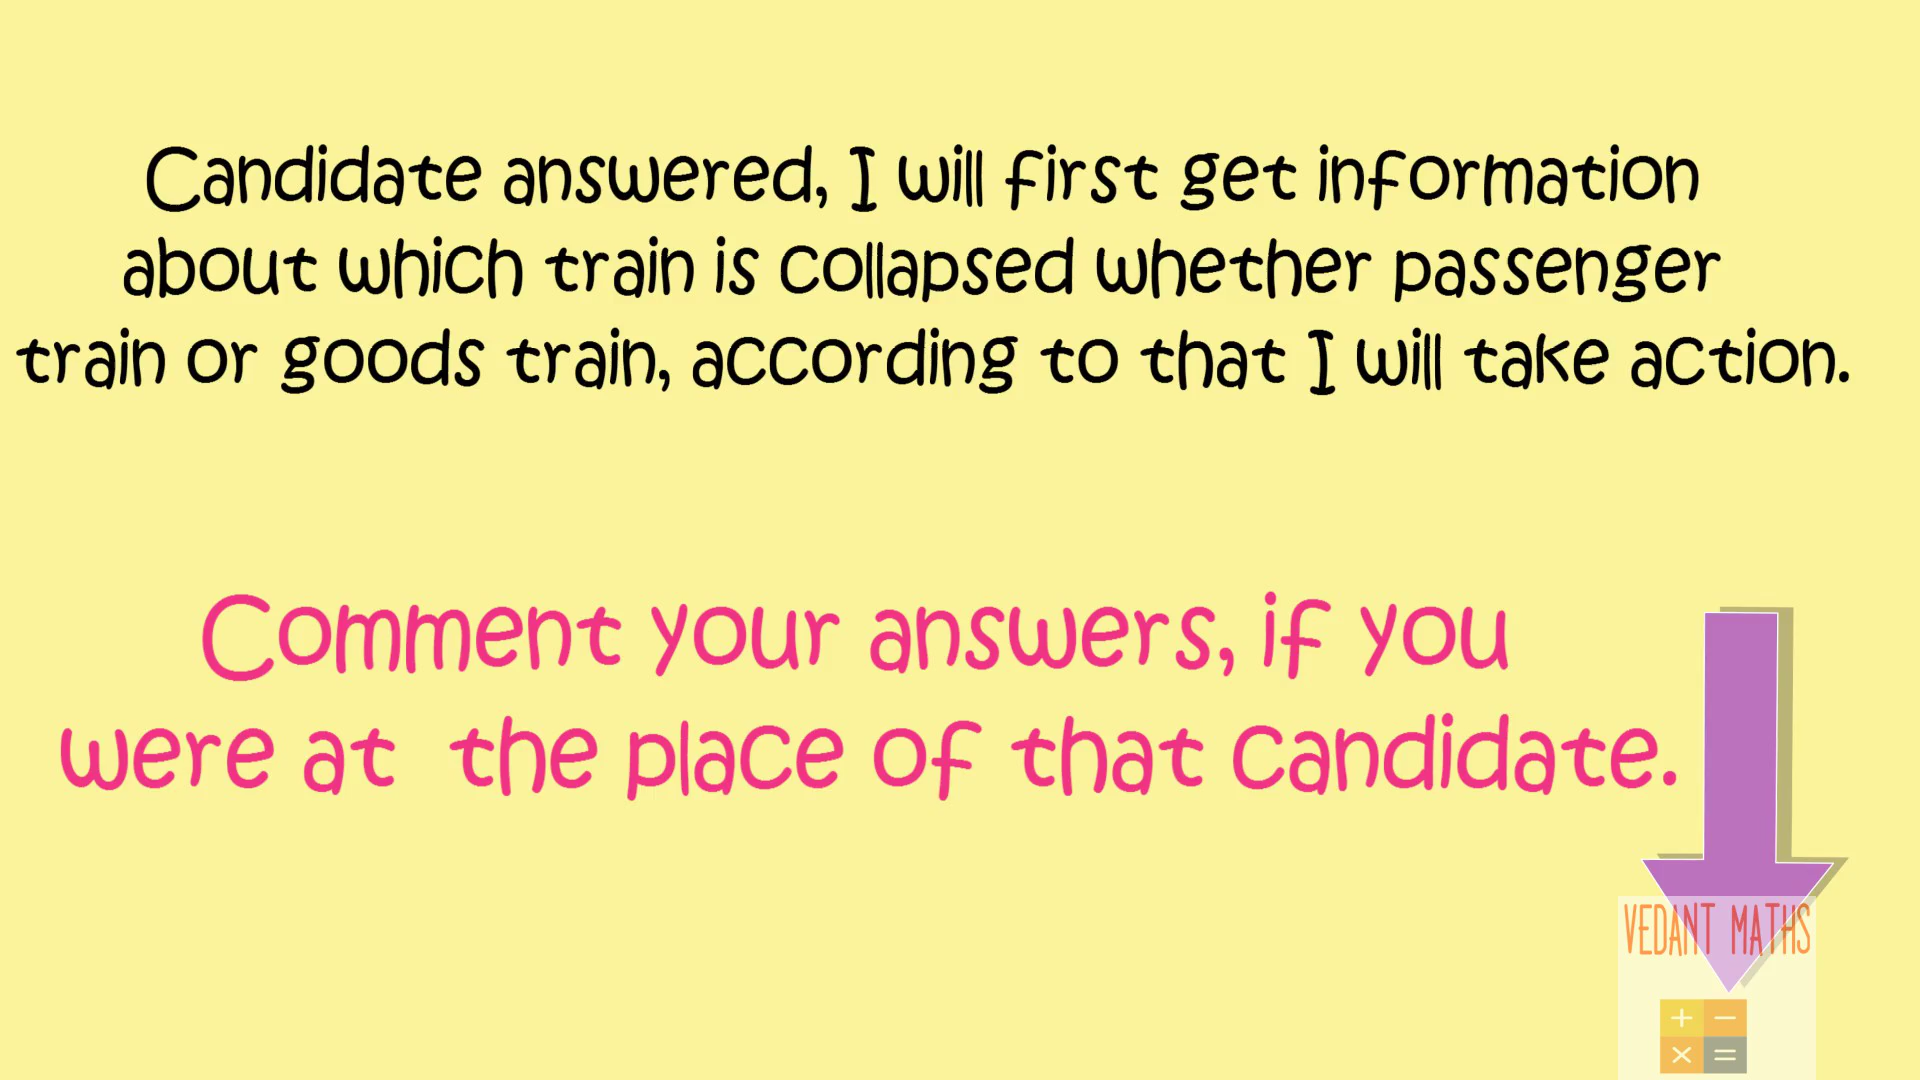 Candidate answered, I will first get information
about which train is collapsed whether passenger
train or goods train, according to that I will take action.
Comment your answers, if you
were at the place of that candidate.
VEDANT MATHS
+ −
× =